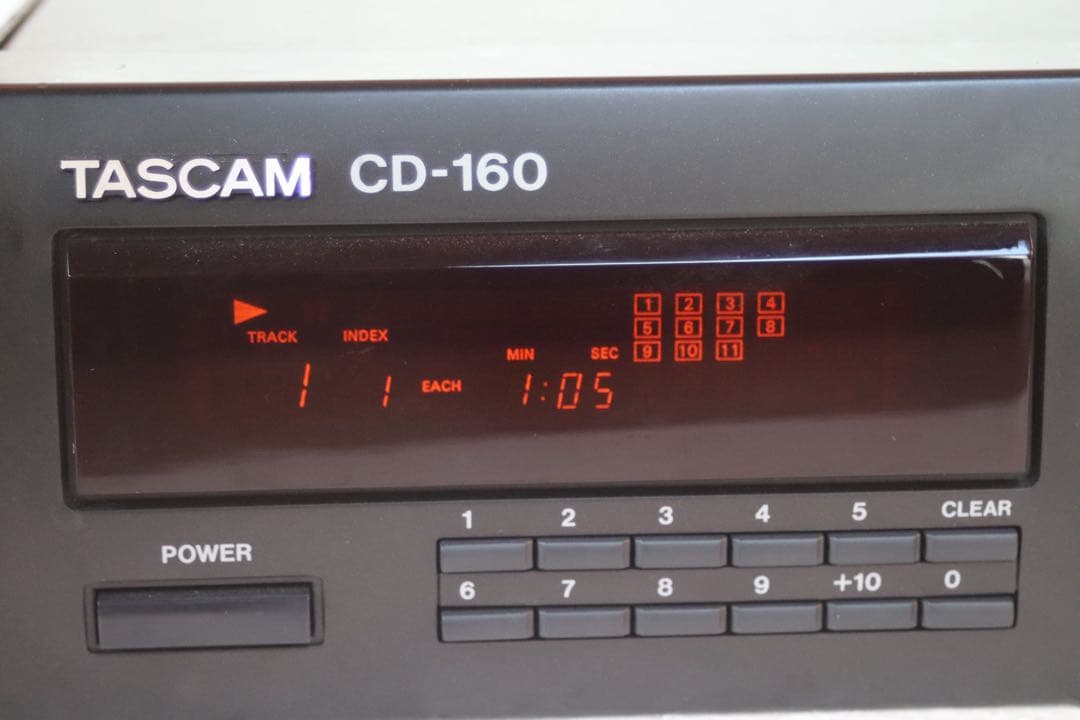 TASCAM CD-160
1 2 3 4
TRACK INDEX
5 6 7 8
MIN SEC
9 10 11
1 1 EACH 1:05
1 2 3 4 5 CLEAR
POWER
6 7 8 9 +10 0